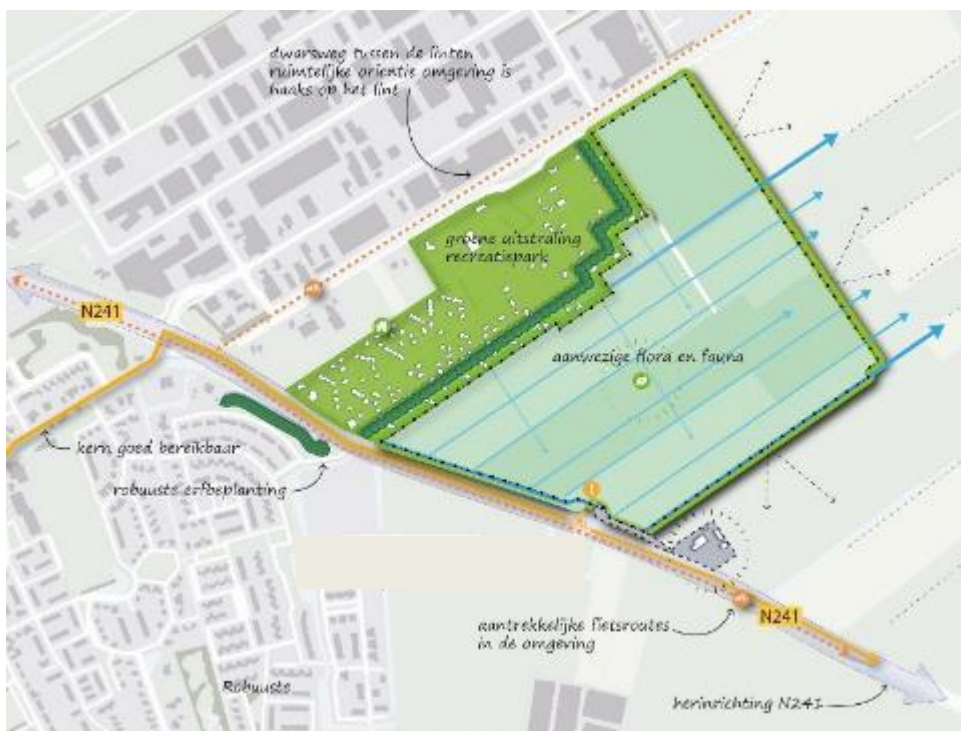 dwarsweg tussen de linten
ruimtelijke orientie omgeving is
haaks op het lint
groene uitstraling
recreatiepark
N241
aanwezige flora en fauna
kern goed bereikbaar
robuuste erfbeplanting
aantrekkelijke fietsroutes
in de omgeving
N241
Robuuste
herinrichting N241